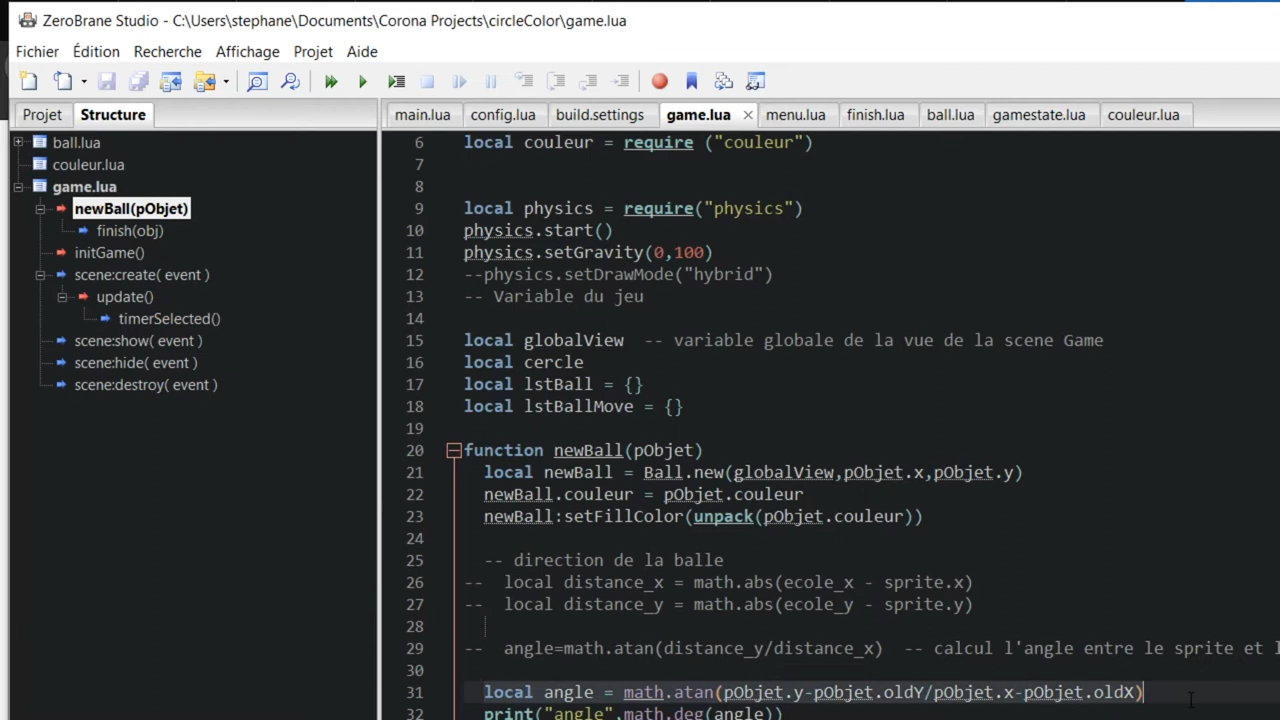 ZeroBrane Studio - C:\Users\stephane\Documents\Corona Projects\circleColor\game.lua
Fichier Édition Recherche Affichage Projet Aide
Projet Structure
ball.lua
couleur.lua
game.lua
newBall(pObjet)
finish(obj)
initGame()
scene:create( event )
update()
timerSelected()
scene:show( event )
scene:hide( event )
scene:destroy( event )
main.lua config.lua build.settings game.lua menu.lua finish.lua ball.lua gamestate.lua couleur.lua
6 local couleur = require ("couleur")
7
8
9 local physics = require("physics")
10 physics.start()
11 physics.setGravity(0,100)
12 --physics.setDrawMode("hybrid")
13 -- Variable du jeu
14
15 local globalView -- variable globale de la vue de la scene Game
16 local cercle
17 local lstBall = {}
18 local lstBallMove = {}
19
20 function newBall(pObjet)
21 local newBall = Ball.new(globalView,pObjet.x,pObjet.y)
22 newBall.couleur = pObjet.couleur
23 newBall:setFillColor(unpack(pObjet.couleur))
24
25 -- direction de la balle
26 -- local distance_x = math.abs(ecole_x - sprite.x)
27 -- local distance_y = math.abs(ecole_y - sprite.y)
28
29 -- angle=math.atan(distance_y/distance_x) -- calcul l'angle entre le sprite et
30
31 local angle = math.atan(pObjet.y-pObjet.oldY/pObjet.x-pObjet.oldX)
32 print("angle",math.deg(angle))